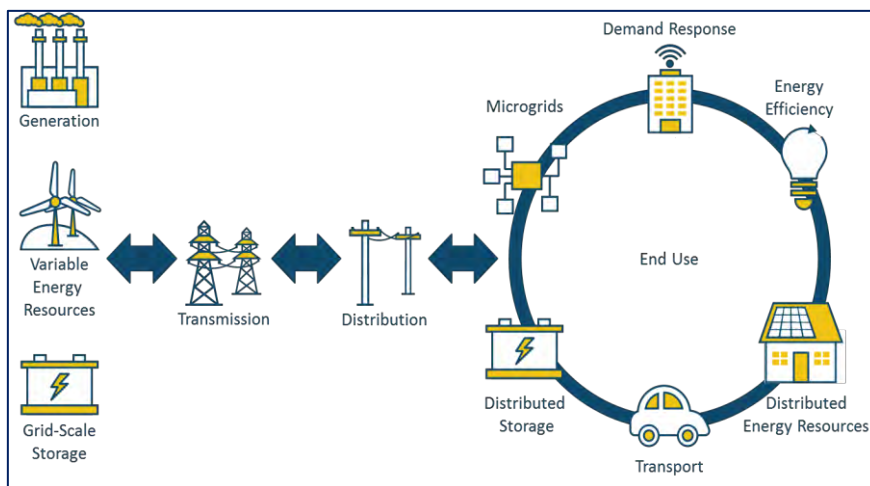 Generation
Variable
Energy
Resources
Grid-Scale
Storage
Transmission
Distribution
Demand Response
Microgrids
Energy
Efficiency
End Use
Distributed
Storage
Transport
Distributed
Energy Resources